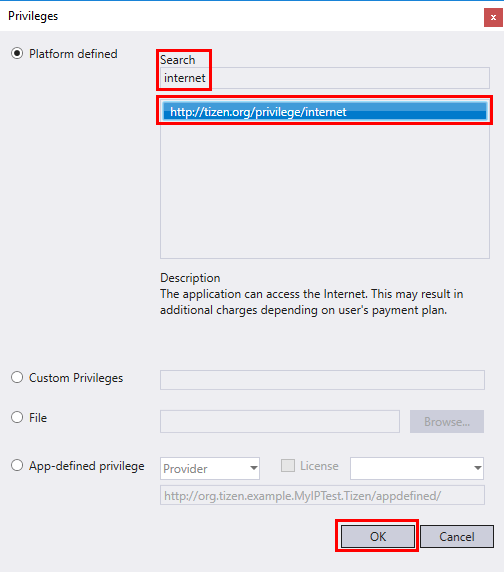 Privileges
x
Platform defined
Search
internet
http://tizen.org/privilege/internet
Description
The application can access the Internet. This may result in
additional charges depending on user's payment plan.
Custom Privileges
File
Browse...
App-defined privilege
Provider
License
http://org.tizen.example.MyIPTest.Tizen/appdefined/
OK
Cancel